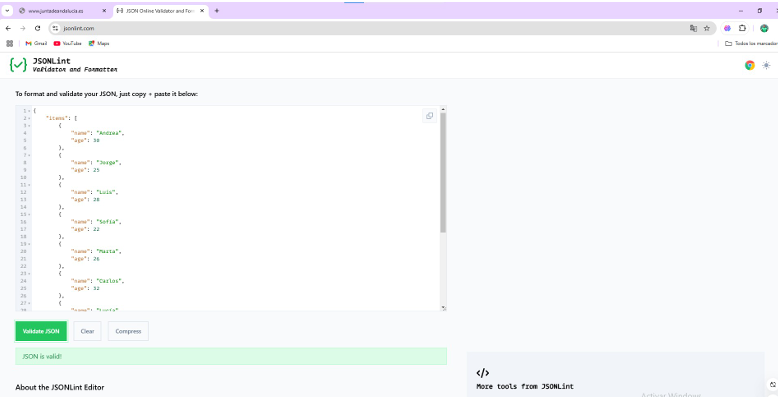 www.juntadeandalucia.es
JSON Online Validator and For
jsonlint.com
Gmail
YouTube
Maps
Todos los marcador
JSONLint
Validator and Formatter
To format and validate your JSON, just copy + paste it below:
1 {
2 "items": [
3 {
4 "name": "Andrea",
5 "age": 30
6 },
7 {
8 "name": "Jorge",
9 "age": 25
10 },
11 {
12 "name": "Luis",
13 "age": 28
14 },
15 {
16 "name": "Sofía",
17 "age": 22
18 },
19 {
20 "name": "Marta",
21 "age": 26
22 },
23 {
24 "name": "Carlos",
25 "age": 32
26 },
27 {
28 "name": "Lucía",
Validate JSON
Clear
Compress
JSON is valid!
About the JSONLint Editor
</>
More tools from JSONLint
Activar Windows